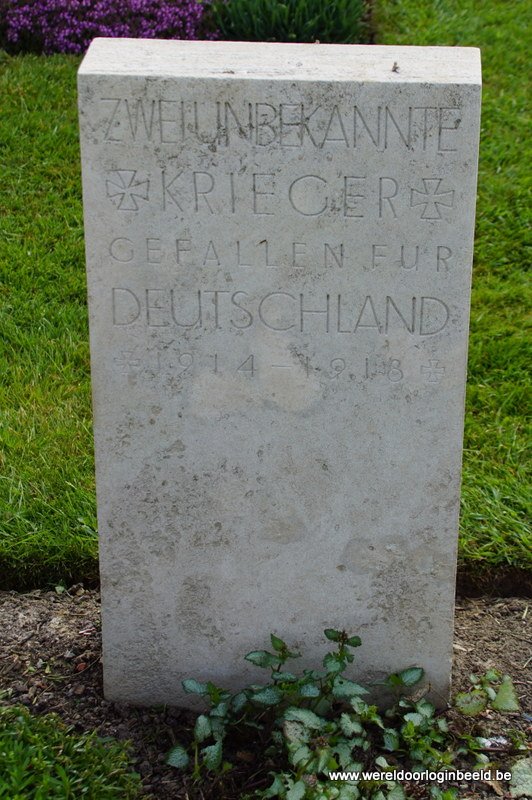 ZWEI UNBEKANNTE
KRIEGER
GEFALLEN FUR
DEUTSCHLAND
1914-1918
www.wereldoorloginbeeld.be